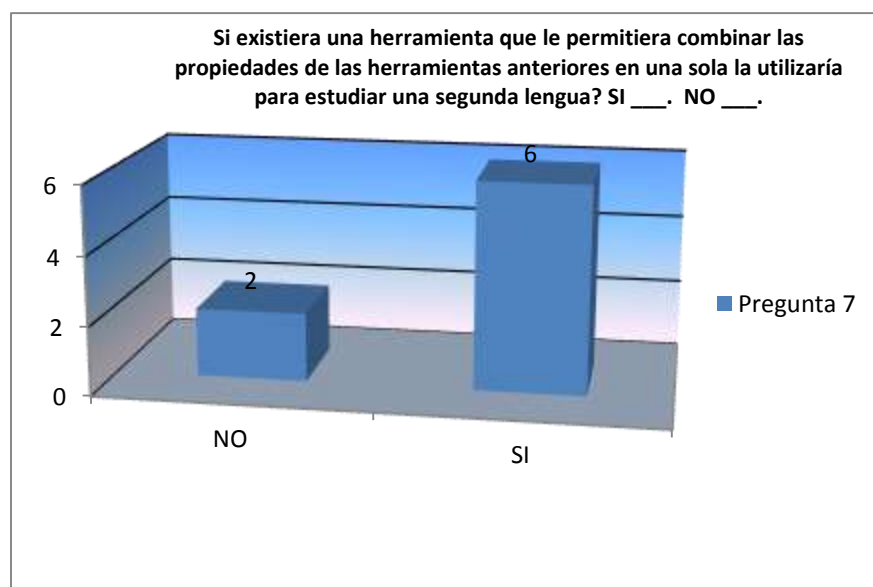 Si existiera una herramienta que le permitiera combinar las
propiedades de las herramientas anteriores en una sola la utilizaría
para estudiar una segunda lengua? SI ___. NO ___.
6
6
4
2
2
0
Pregunta 7
NO
SI